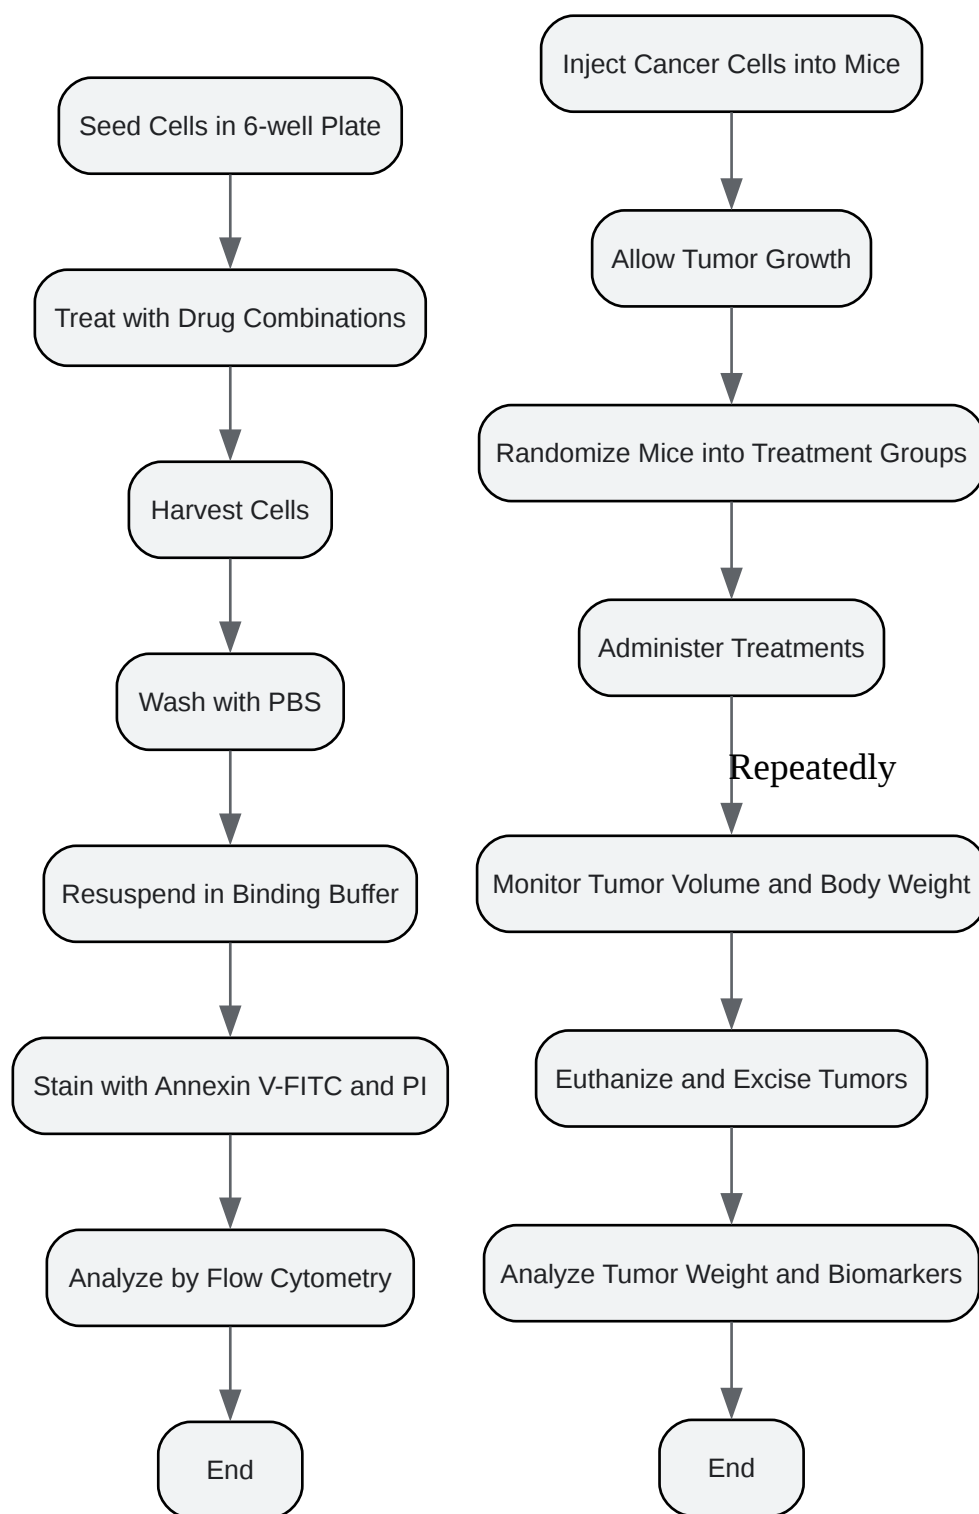 Seed Cells in 6-well Plate
Treat with Drug Combinations
Harvest Cells
Wash with PBS
Resuspend in Binding Buffer
Stain with Annexin V-FITC and PI
Analyze by Flow Cytometry
End
Inject Cancer Cells into Mice
Allow Tumor Growth
Randomize Mice into Treatment Groups
Administer Treatments
Repeatedly
Monitor Tumor Volume and Body Weight
Euthanize and Excise Tumors
Analyze Tumor Weight and Biomarkers
End